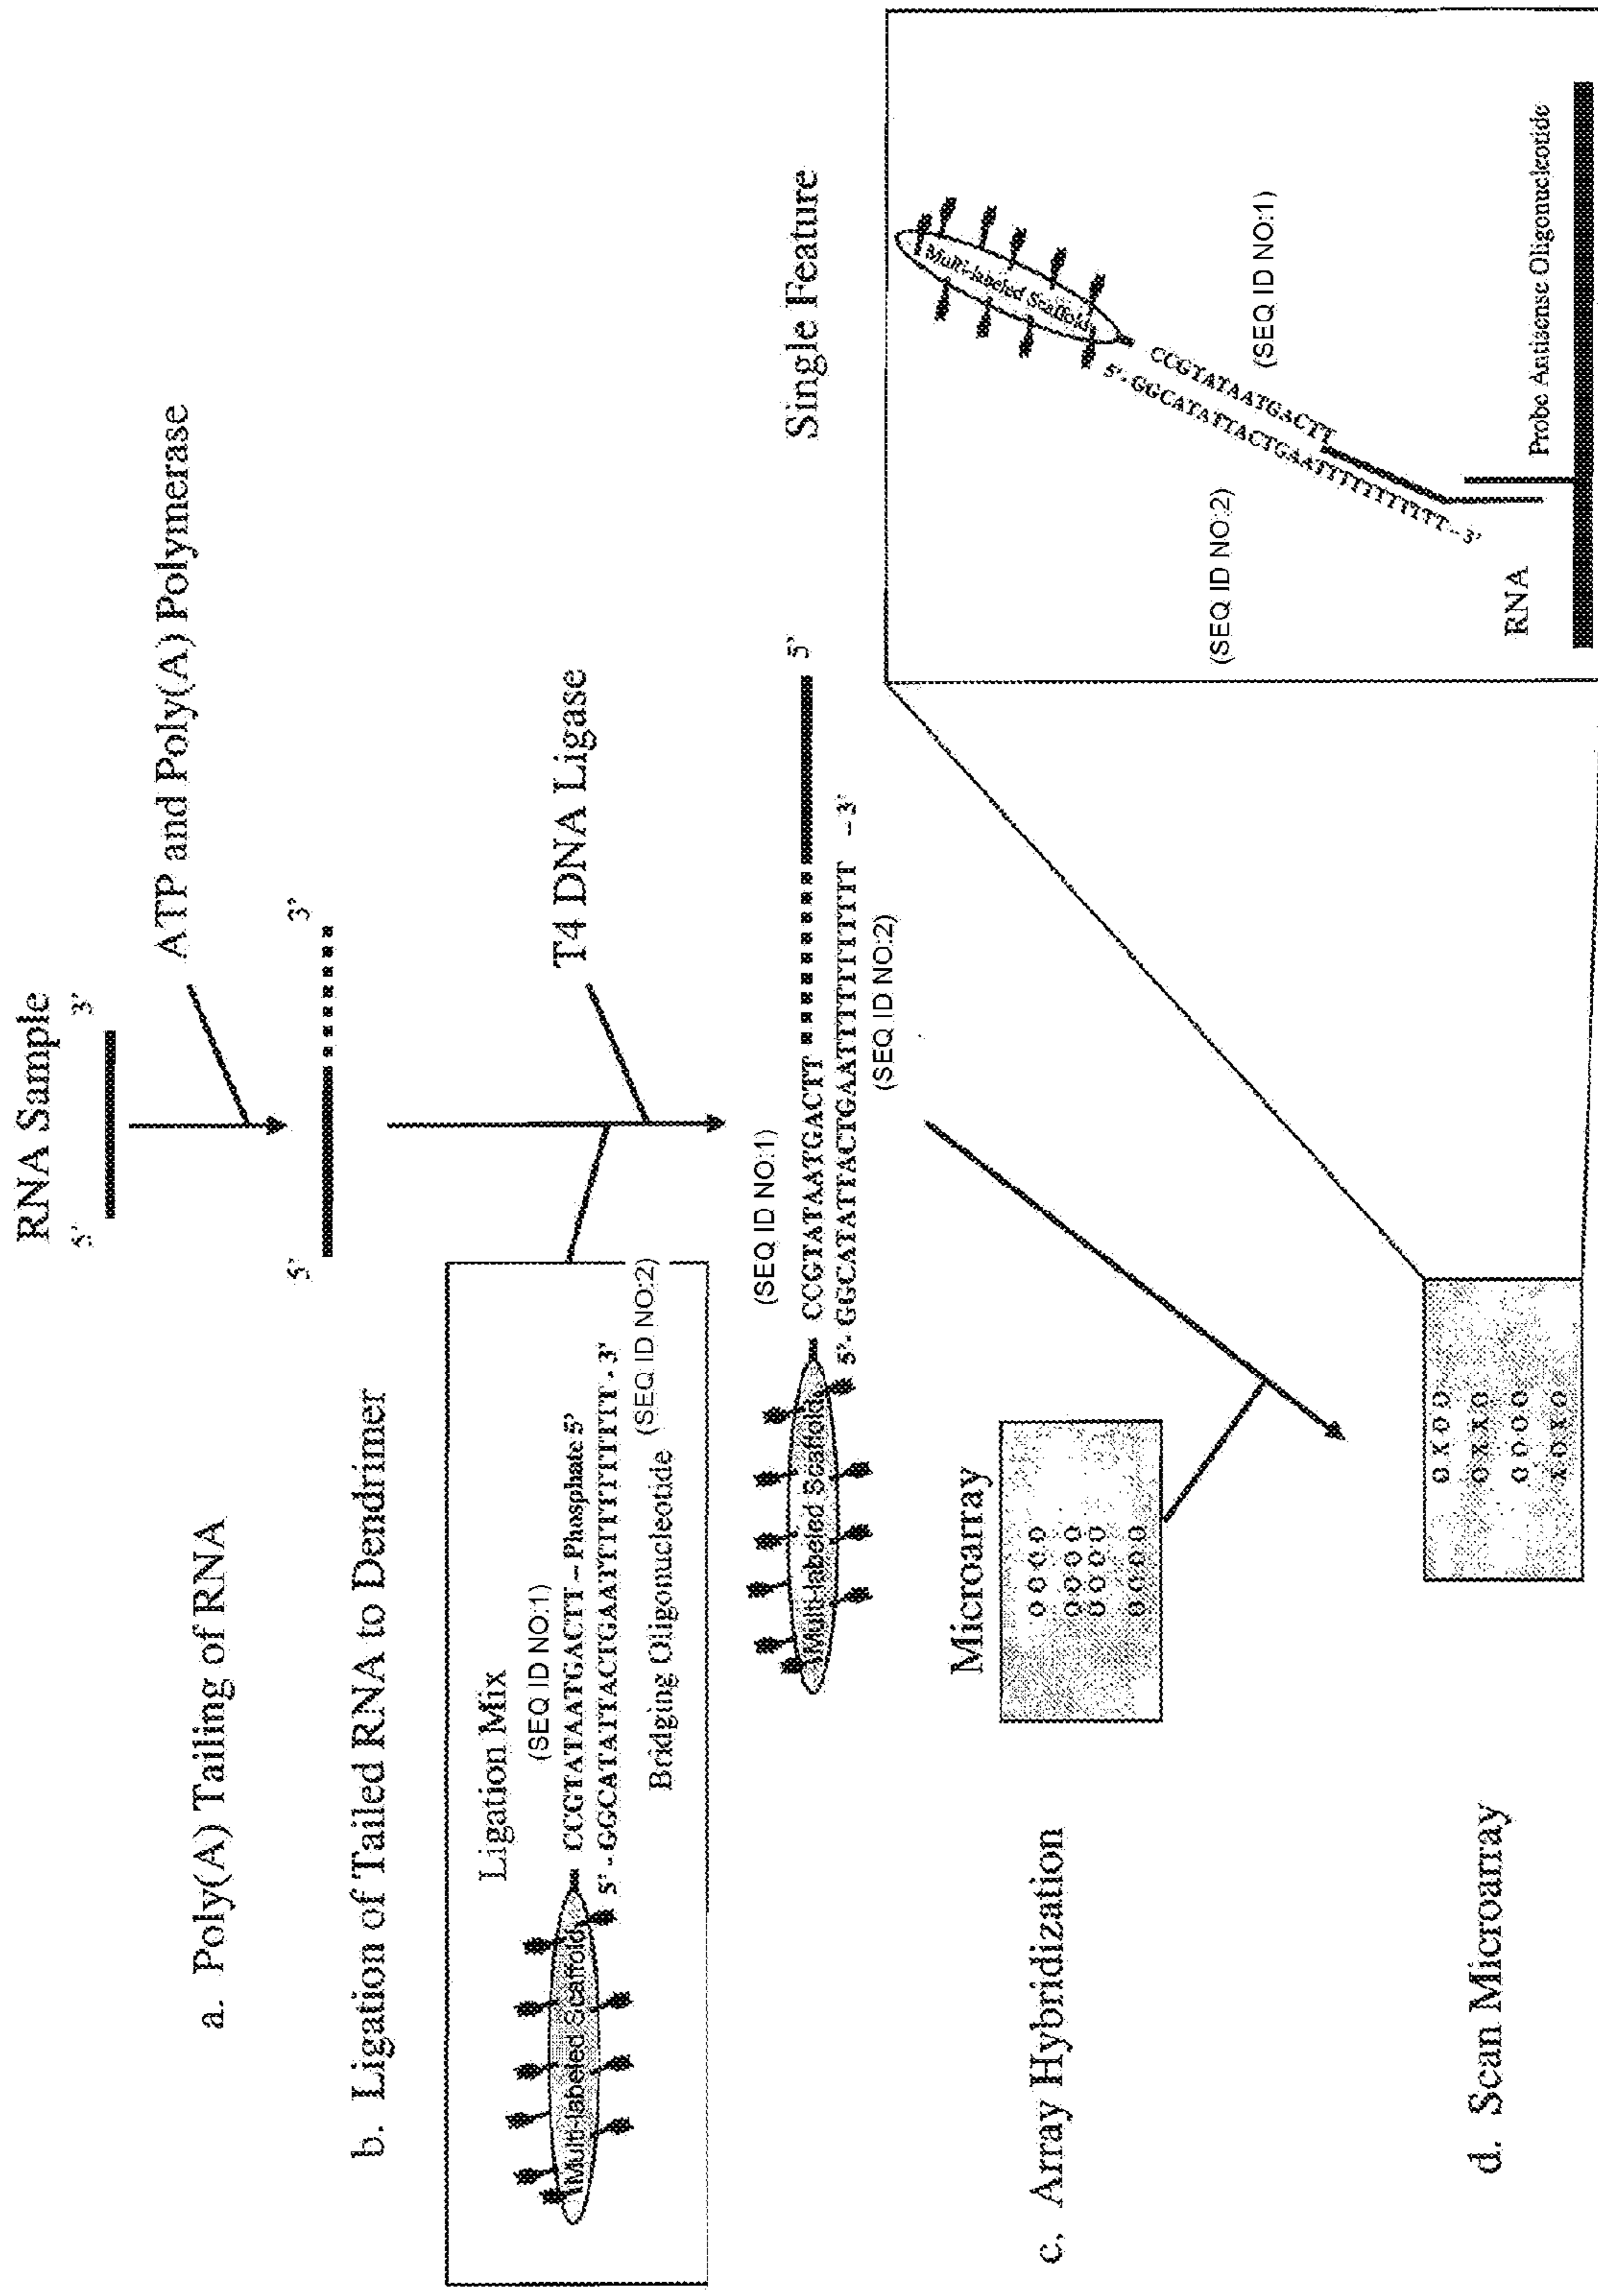 RNA Sample
5' 3'
a. Poly(A) Tailing of RNA
ATP and Poly(A) Polymerase
5' 3'
b. Ligation of Tailed RNA to Dendrimer
Ligation Mix
(SEQ ID NO:1)
Multi-labeled Scaffold
CCGTATAATGACTT – Phosphate 5'
5' - GGCATATTACTGAATTTTTTTTTTT - 3'
Bridging Oligonucleotide (SEQ ID NO:2)
T4 DNA Ligase
(SEQ ID NO:1)
Multi-labeled Scaffold
CCGTATAATGACTT 5'
5'- GGCATATTACTGAATTTTTTTTTTT – 3'
(SEQ ID NO:2)
c. Array Hybridization
Microarray
O O O O
O O O O
O O O O
O O O O
d. Scan Microarray
O X O O
O X X O
O O O O
X O X O
Single Feature
Multi-labeled Scaffold
CCGTATAATGACTT
(SEQ ID NO:1)
5'- GGCATATTACTGAATTTTTTTTTTT – 3'
(SEQ ID NO:2)
RNA
Probe Antisense Oligonucleotide